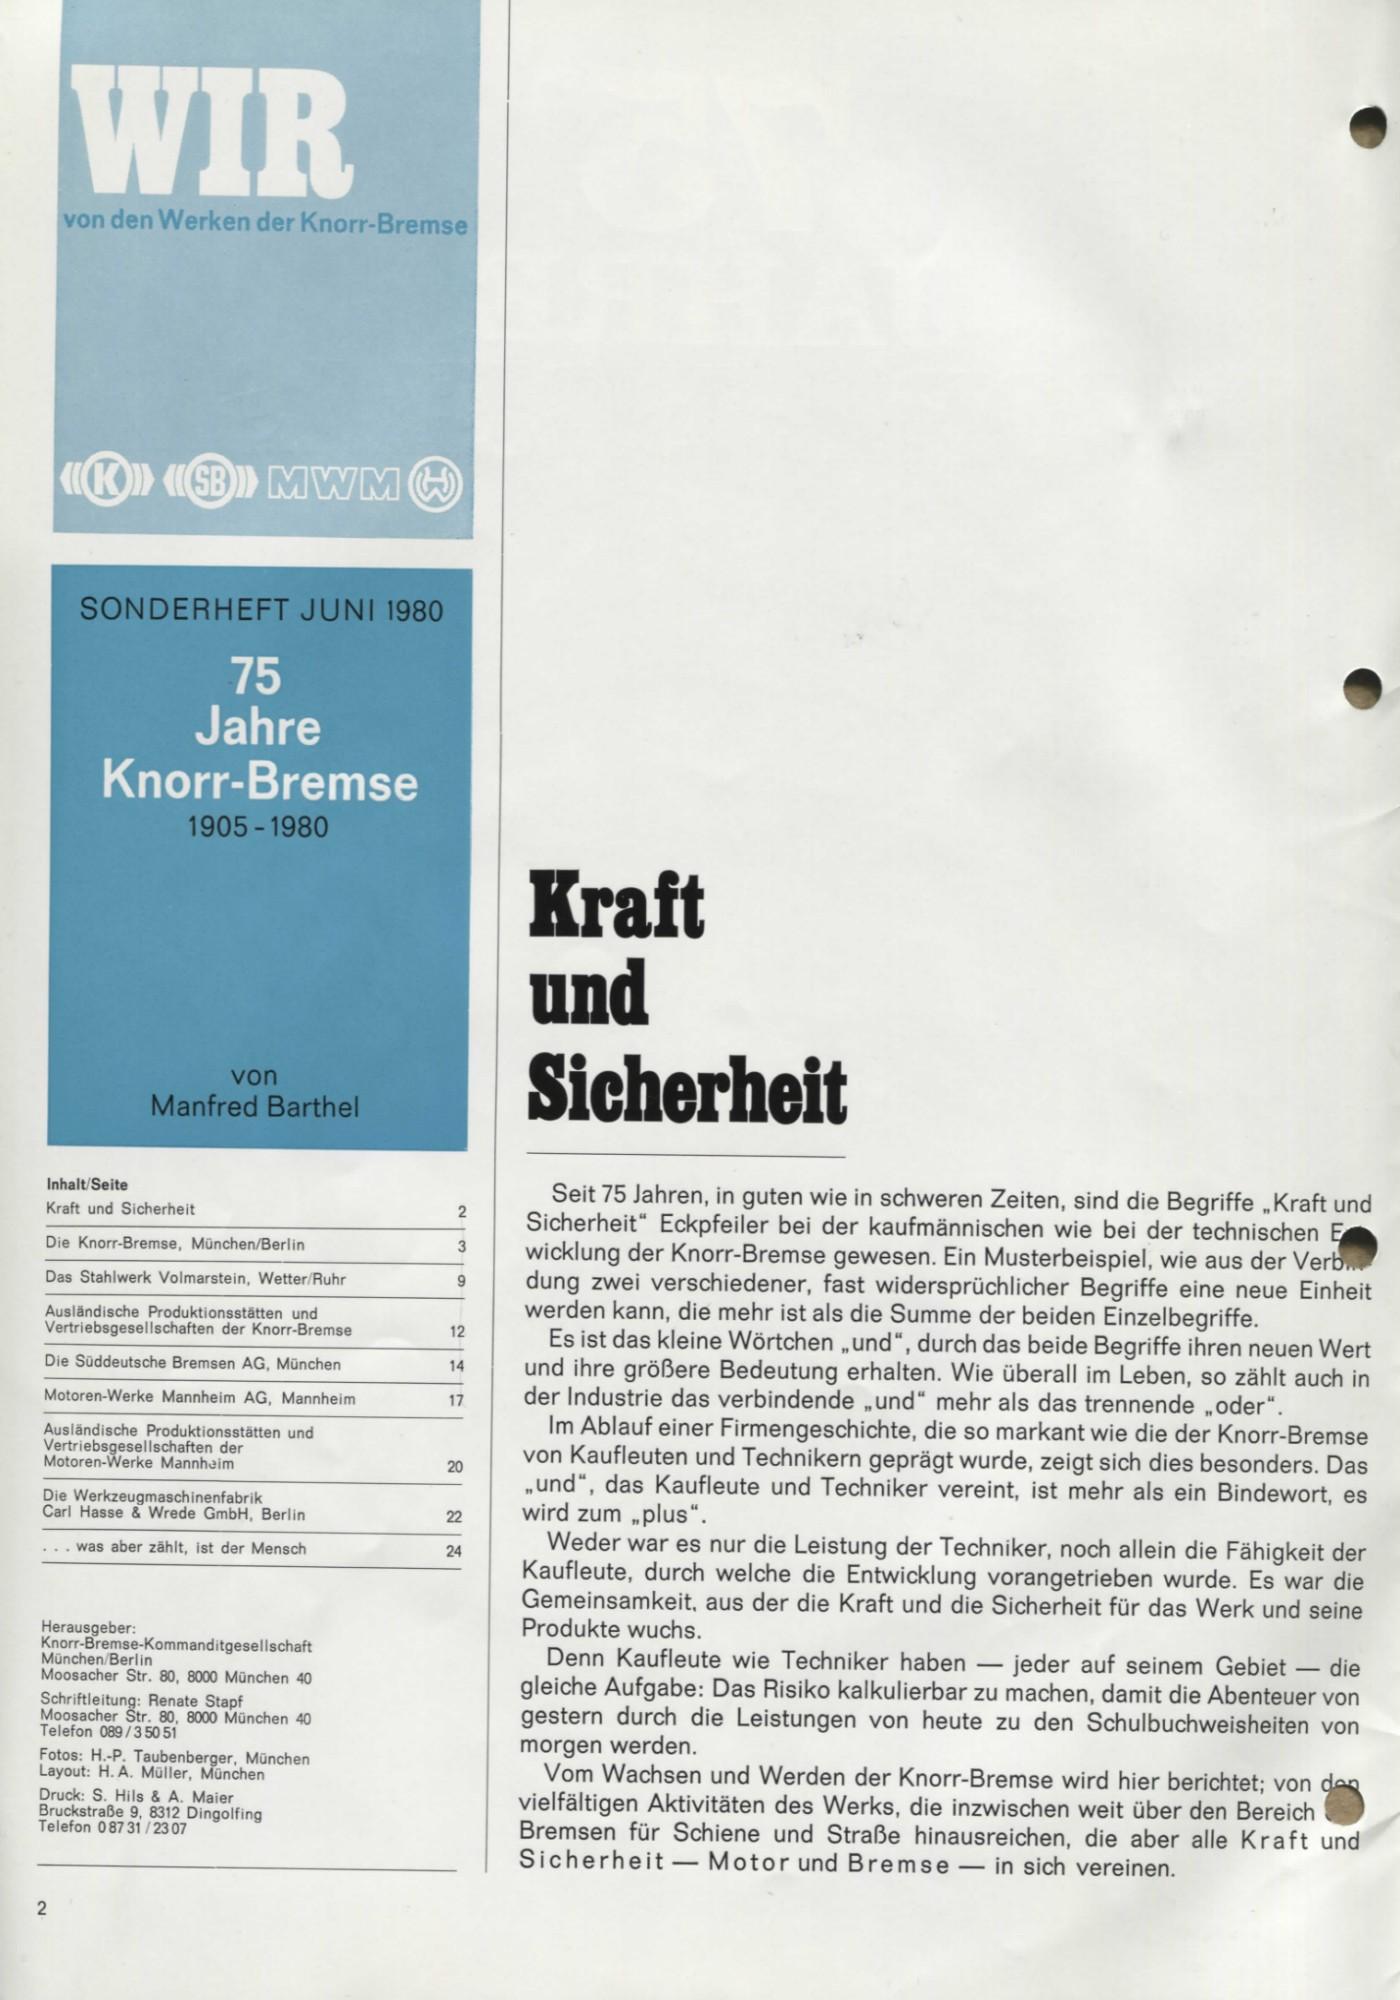 WIR
von den Werken der Knorr-Bremse
K SB MWM HW
SONDERHEFT JUNI 1980
75
Jahre
Knorr-Bremse
1905 - 1980
von
Manfred Barthel
Inhalt/Seite
Kraft und Sicherheit 2
Die Knorr-Bremse, München/Berlin 3
Das Stahlwerk Volmarstein, Wetter/Ruhr 9
Ausländische Produktionsstätten und
Vertriebsgesellschaften der Knorr-Bremse 12
Die Süddeutsche Bremsen AG, München 14
Motoren-Werke Mannheim AG, Mannheim 17
Ausländische Produktionsstätten und
Vertriebsgesellschaften der
Motoren-Werke Mannheim 20
Die Werkzeugmaschinenfabrik
Carl Hasse & Wrede GmbH, Berlin 22
. . . was aber zählt, ist der Mensch 24
Herausgeber:
Knorr-Bremse-Kommanditgesellschaft
München/Berlin
Moosacher Str. 80, 8000 München 40
Schriftleitung: Renate Stapf
Moosacher Str. 80, 8000 München 40
Telefon 089/35051
Fotos: H.-P. Taubenberger, München
Layout: H. A. Müller, München
Druck: S. Hils & A. Maier
Bruckstraße 9, 8312 Dingolfing
Telefon 08731/2307
2
Kraft
und
Sicherheit
Seit 75 Jahren, in guten wie in schweren Zeiten, sind die Begriffe „Kraft und
Sicherheit“ Eckpfeiler bei der kaufmännischen wie bei der technischen
wicklung der Knorr-Bremse gewesen. Ein Musterbeispiel, wie aus der
dung zwei verschiedener, fast widersprüchlicher Begriffe eine neue Einheit
werden kann, die mehr ist als die Summe der beiden Einzelbegriffe.
Es ist das kleine Wörtchen „und“, durch das beide Begriffe ihren neuen Wert
und ihre größere Bedeutung erhalten. Wie überall im Leben, so zählt auch in
der Industrie das verbindende „und“ mehr als das trennende „oder“.
Im Ablauf einer Firmengeschichte, die so markant wie die der Knorr-Bremse
von Kaufleuten und Technikern geprägt wurde, zeigt sich dies besonders. Das
„und“, das Kaufleute und Techniker vereint, ist mehr als ein Bindewort, es
wird zum „plus“.
Weder war es nur die Leistung der Techniker, noch allein die Fähigkeit der
Kaufleute, durch welche die Entwicklung vorangetrieben wurde. Es war die
Gemeinsamkeit, aus der die Kraft und die Sicherheit für das Werk und seine
Produkte wuchs.
Denn Kaufleute wie Techniker haben — jeder auf seinem Gebiet — die
gleiche Aufgabe: Das Risiko kalkulierbar zu machen, damit die Abenteuer von
gestern durch die Leistungen von heute zu den Schulbuchweisheiten von
morgen werden.
Vom Wachsen und Werden der Knorr-Bremse wird hier berichtet; von den
vielfältigen Aktivitäten des Werks, die inzwischen weit über den Bereich
Bremsen für Schiene und Straße hinausreichen, die aber alle Kraft und
Sicherheit — Motor und Bremse — in sich vereinen.